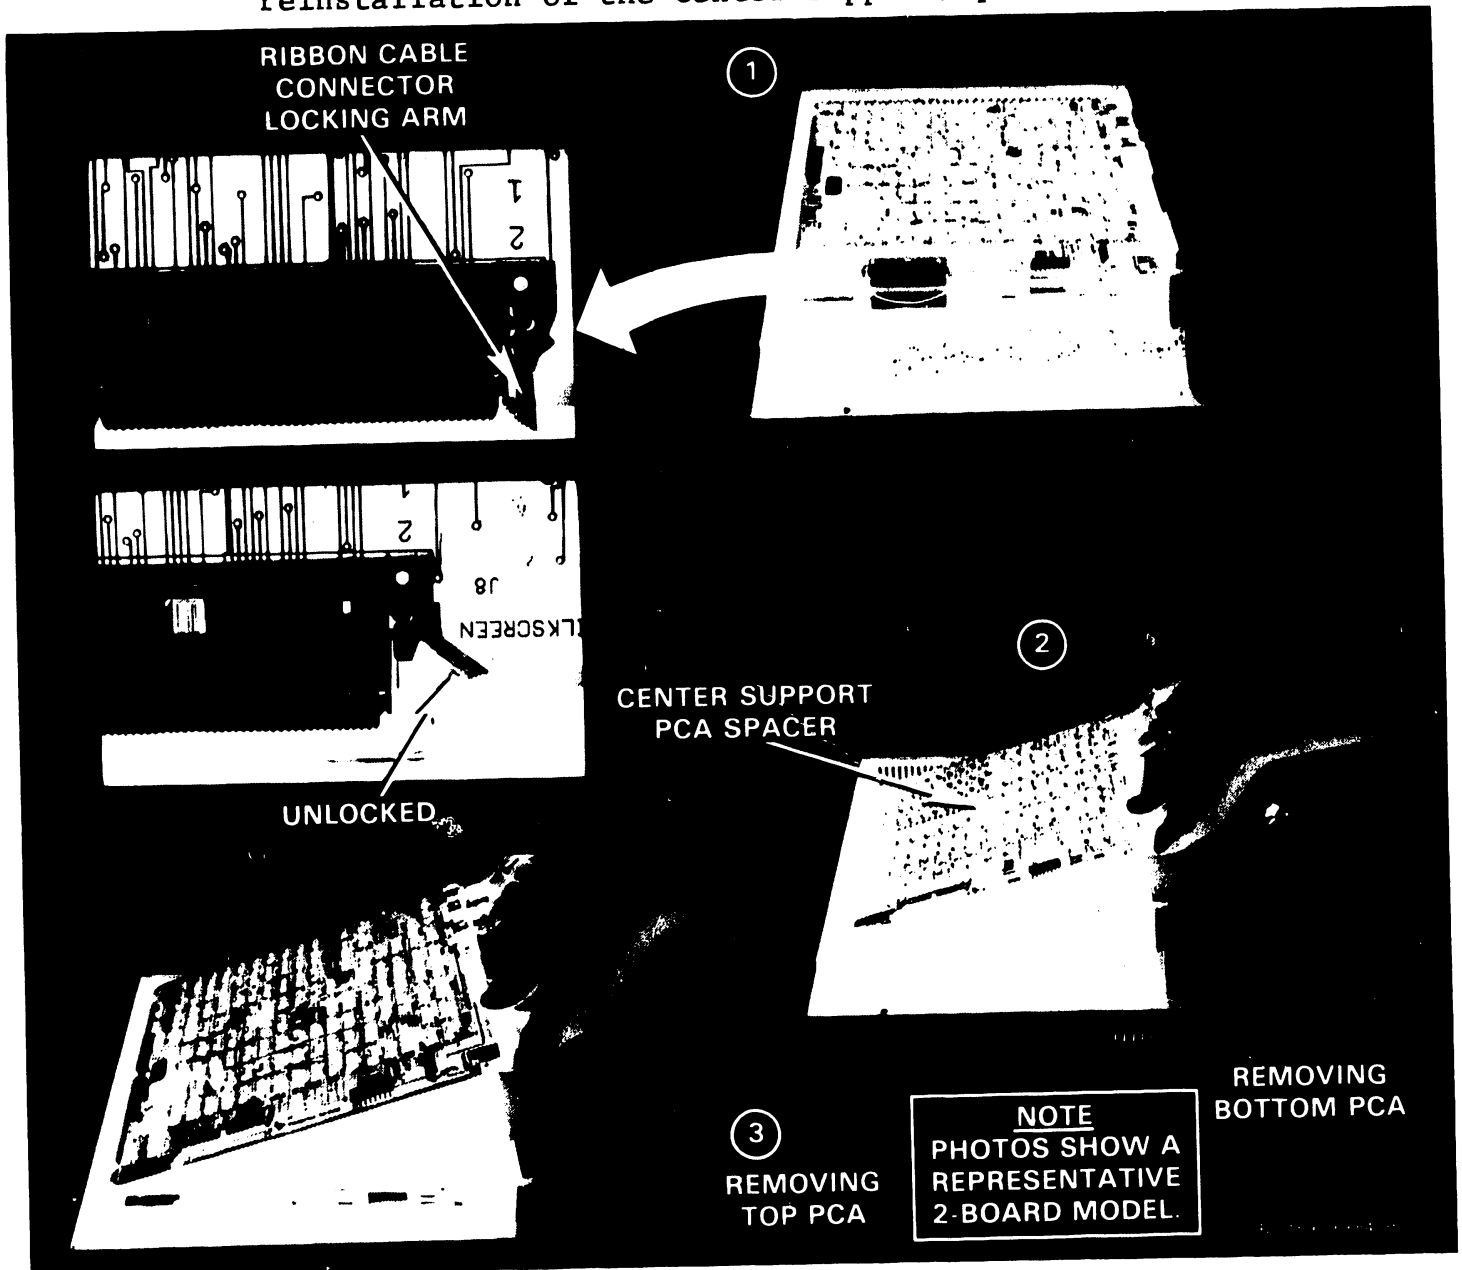 reinstallation of the
RIBBON CABLE
CONNECTOR
LOCKING ARM
1
1
2
1
2
J8
LKSCREEN
UNLOCKED
2
CENTER SUPPORT
PCA SPACER
REMOVING
BOTTOM PCA
3
REMOVING
TOP PCA
NOTE
PHOTOS SHOW A
REPRESENTATIVE
2-BOARD MODEL.